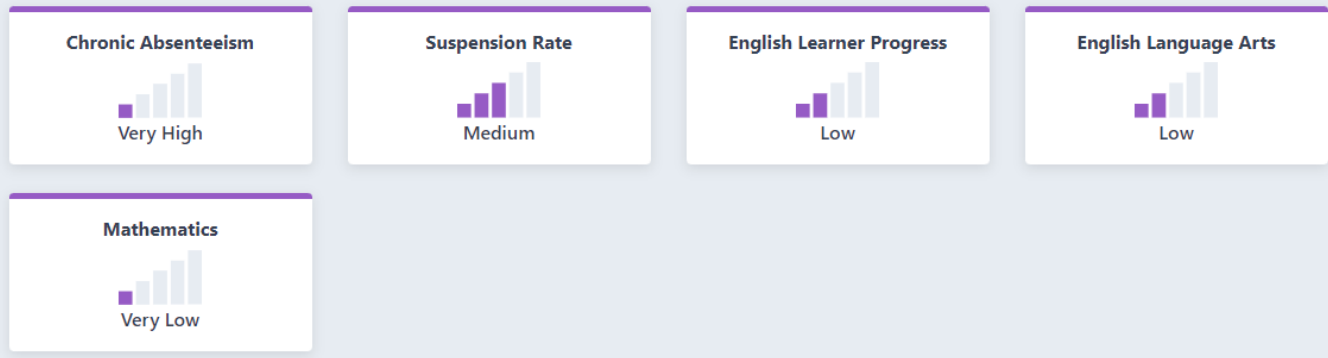 Chronic Absenteeism
Very High
Suspension Rate
Medium
English Learner Progress
Low
English Language Arts
Low
Mathematics
Very Low